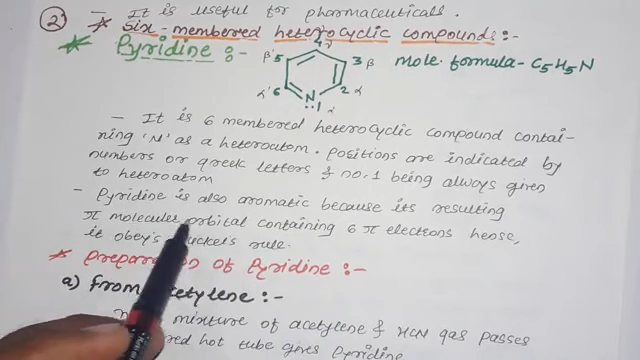 - It is useful for pharmaceuticals.
2) * Six-membered heterocyclic compounds:-
* Pyridine :-
4 γ
β' 5 3 β mole. formula - C5H5N
α' 6 2 α
N 1 α
- It is 6 membered heterocyclic compound contai-
ning 'N' as a heteroatom. positions are indicated by
numbers or greek letters & no.1 being always given
to heteroatom
- Pyridine is also aromatic because its resulting
π molecular orbital containing 6 π electrons hense,
it obey's Huckel's rule.
* Preparation of Pyridine :-
a) From acetylene :-
mixture of acetylene & HCN gas passes
red hot tube gives Pyridine